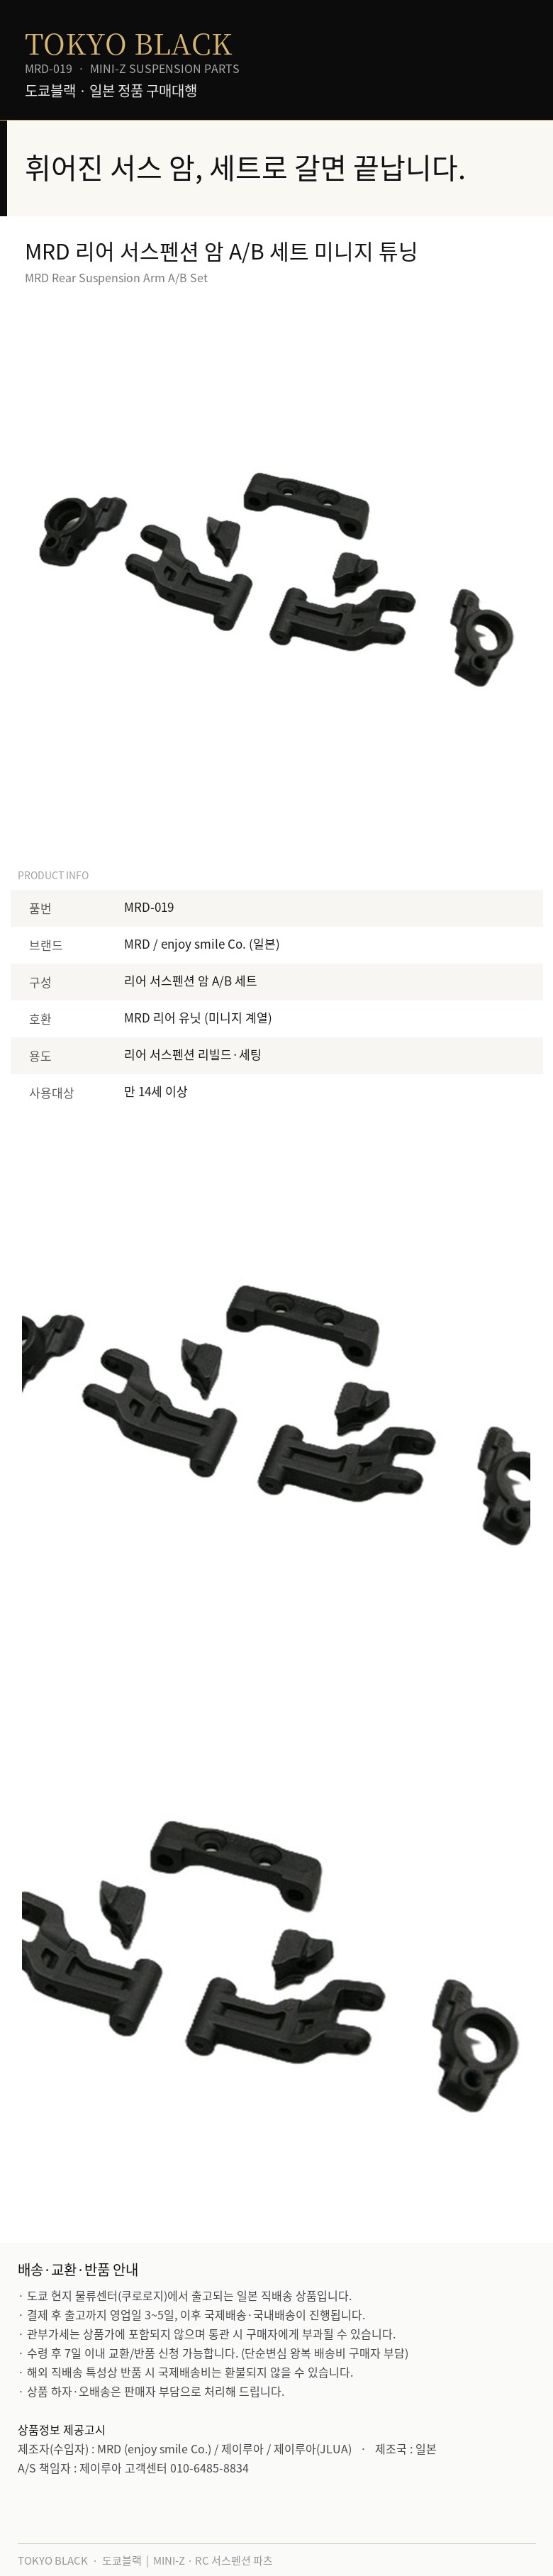 TOKYO BLACK
MRD-019 · MINI-Z SUSPENSION PARTS
도쿄블랙 · 일본 정품 구매대행
휘어진 서스 암, 세트로 갈면 끝납니다.
MRD 리어 서스펜션 암 A/B 세트 미니지 튜닝
MRD Rear Suspension Arm A/B Set
PRODUCT INFO
품번 MRD-019
브랜드 MRD / enjoy smile Co. (일본)
구성 리어 서스펜션 암 A/B 세트
호환 MRD 리어 유닛 (미니지 계열)
용도 리어 서스펜션 리빌드·세팅
사용대상 만 14세 이상
배송·교환·반품 안내
· 도쿄 현지 물류센터(쿠로로지)에서 출고되는 일본 직배송 상품입니다.
· 결제 후 출고까지 영업일 3~5일, 이후 국제배송·국내배송이 진행됩니다.
· 관부가세는 상품가에 포함되지 않으며 통관 시 구매자에게 부과될 수 있습니다.
· 수령 후 7일 이내 교환/반품 신청 가능합니다. (단순변심 왕복 배송비 구매자 부담)
· 해외 직배송 특성상 반품 시 국제배송비는 환불되지 않을 수 있습니다.
· 상품 하자·오배송은 판매자 부담으로 처리해 드립니다.
상품정보 제공고시
제조자(수입자) : MRD (enjoy smile Co.) / 제이루아 / 제이루아(JLUA) · 제조국 : 일본
A/S 책임자 : 제이루아 고객센터 010-6485-8834
TOKYO BLACK · 도쿄블랙 | MINI-Z · RC 서스펜션 파츠